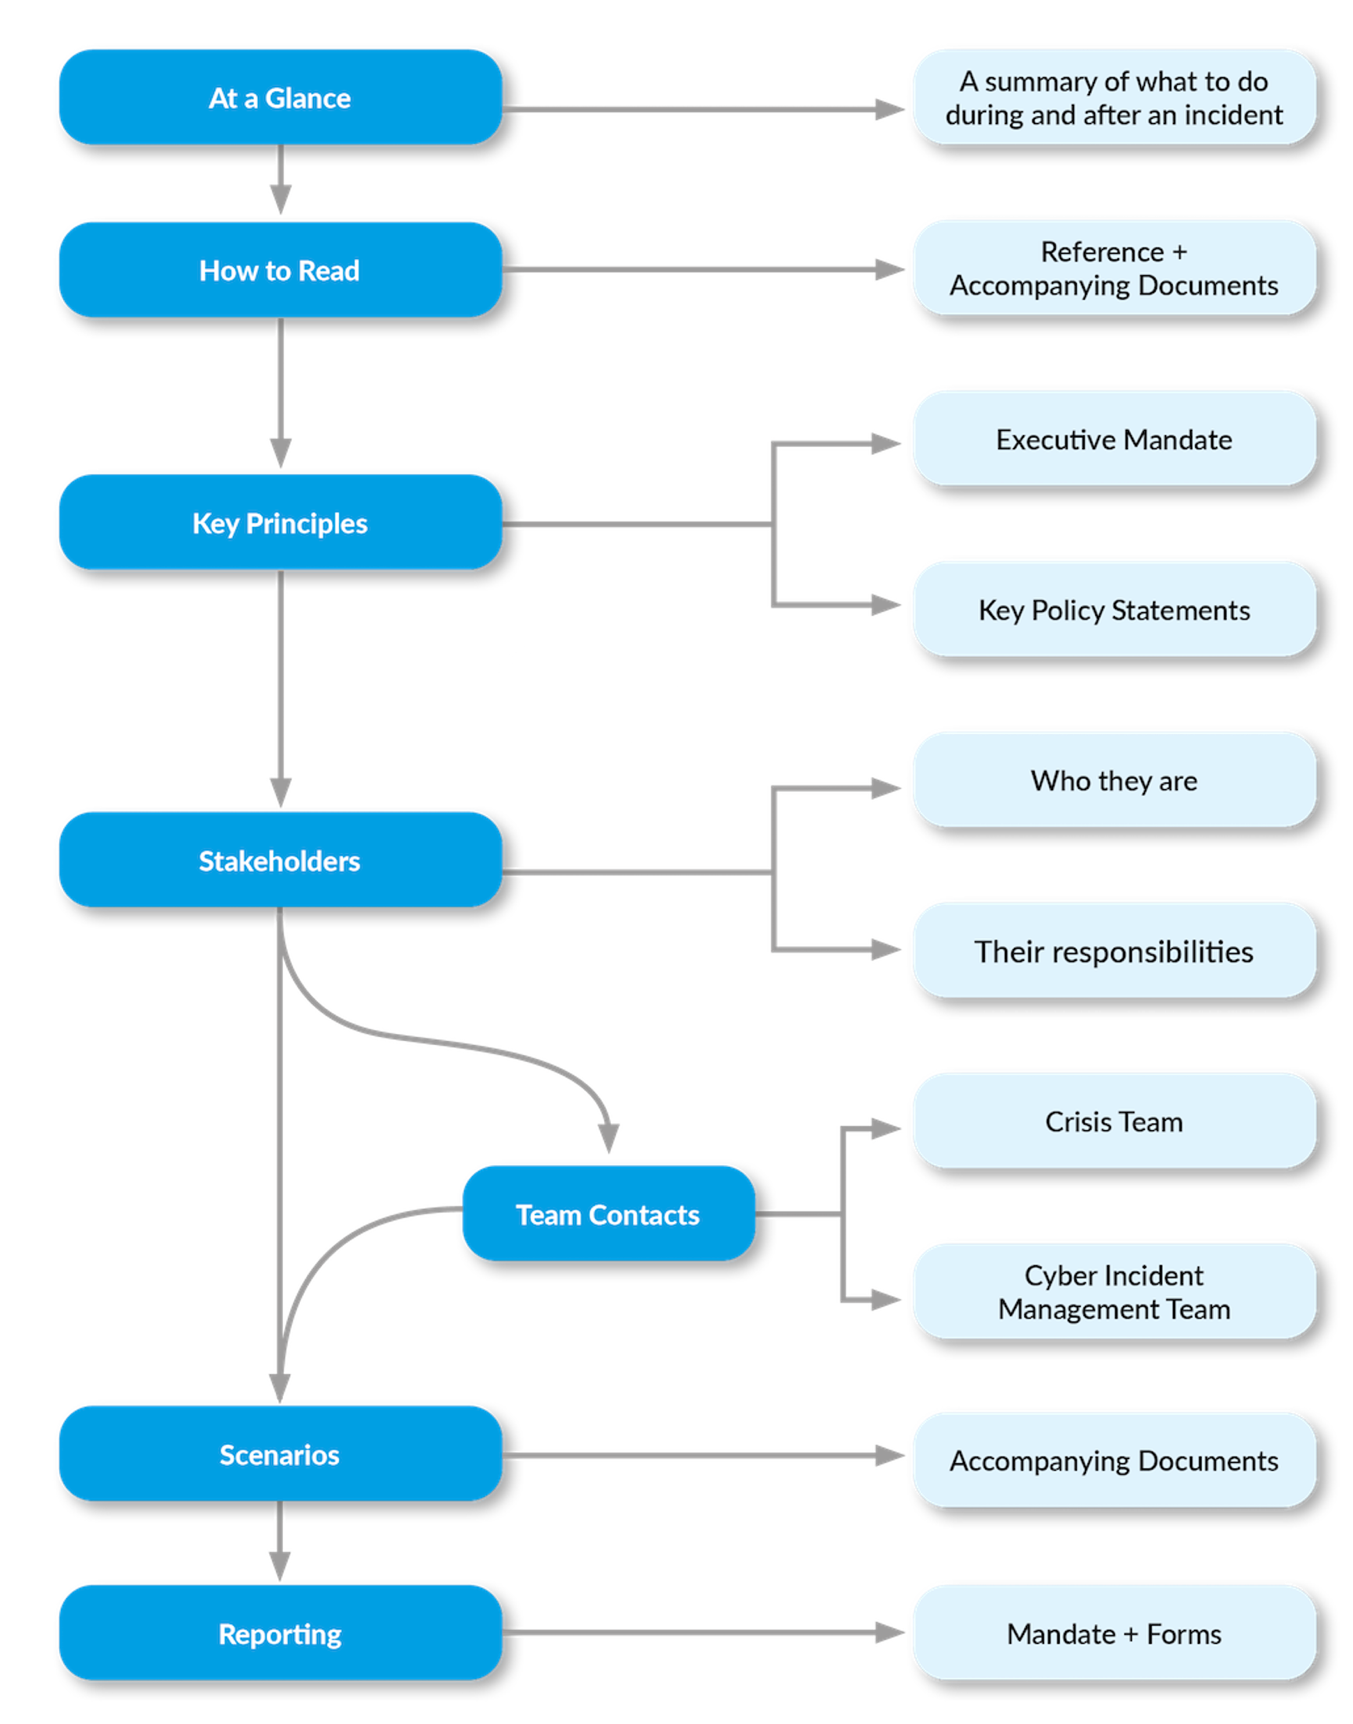 At a Glance
A summary of what to do
during and after an incident
How to Read
Reference +
Accompanying Documents
Executive Mandate
Key Principles
Key Policy Statements
Who they are
Stakeholders
Their responsibilities
Crisis Team
Team Contacts
Cyber Incident
Management Team
Scenarios
Accompanying Documents
Reporting
Mandate + Forms